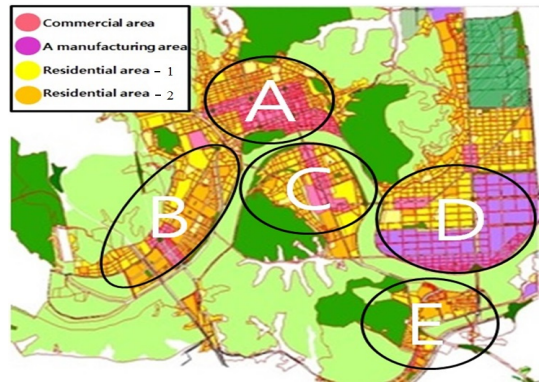 Commercial area
A manufacturing area
Residential area - 1
Residential area - 2
A
B
C
D
E